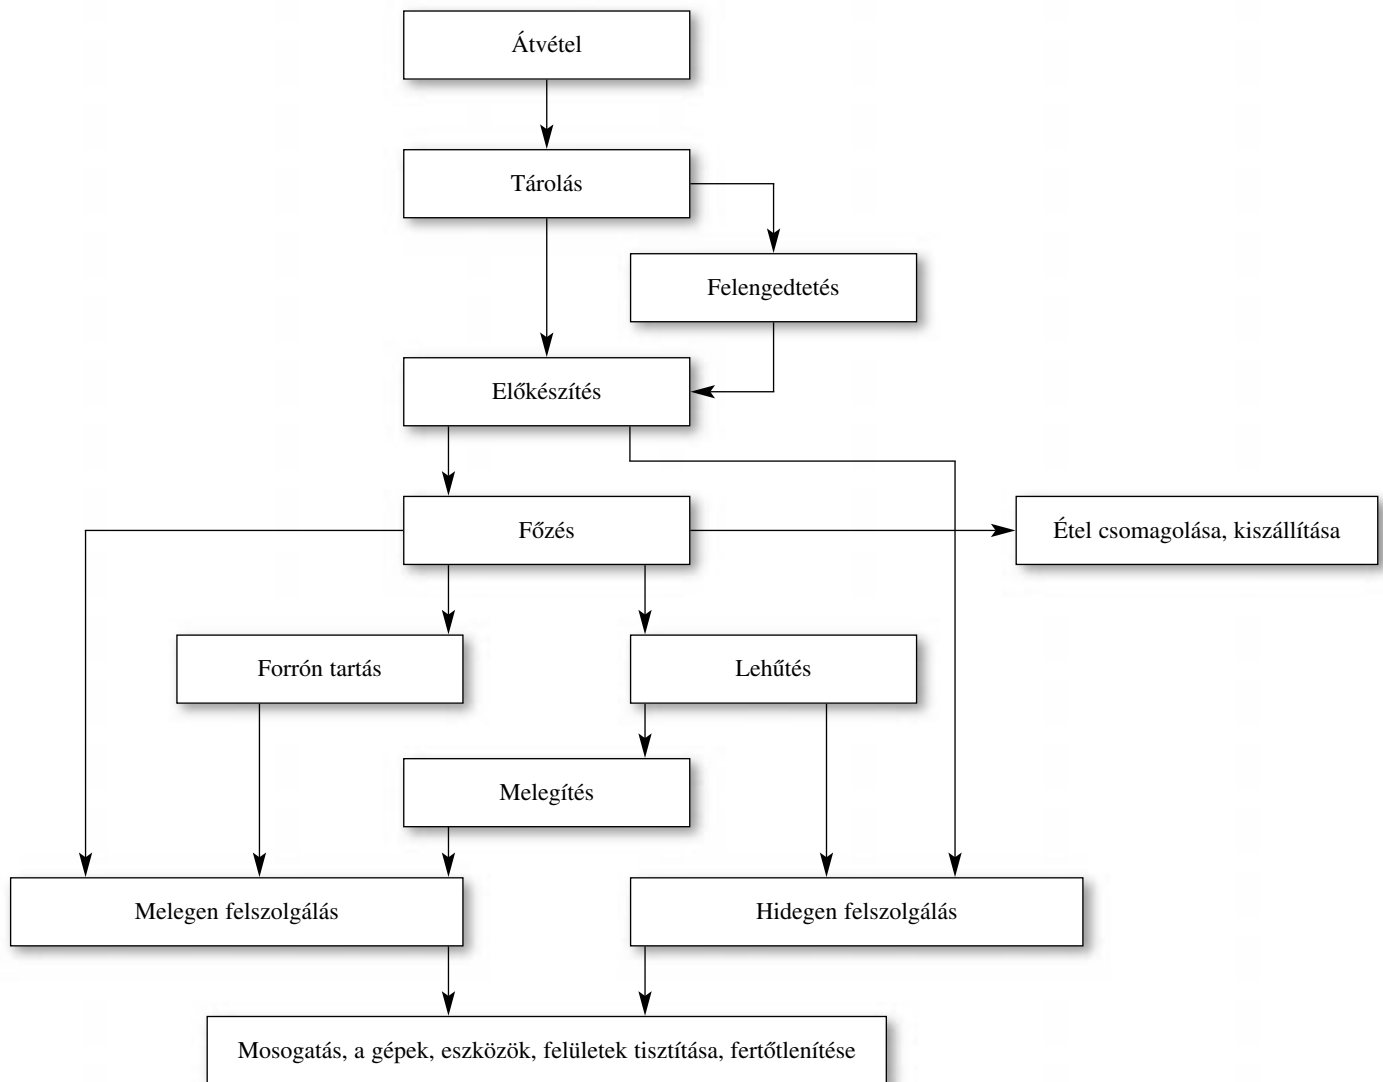 Átvétel
Tárolás
Felengedtetés
Előkészítés
Főzés
Étel csomagolása, kiszállítása
Forrón tartás
Lehűtés
Melegítés
Melegen felszolgálás
Hidegen felszolgálás
Mosogatás, a gépek, eszközök, felületek tisztítása, fertőtlenítése